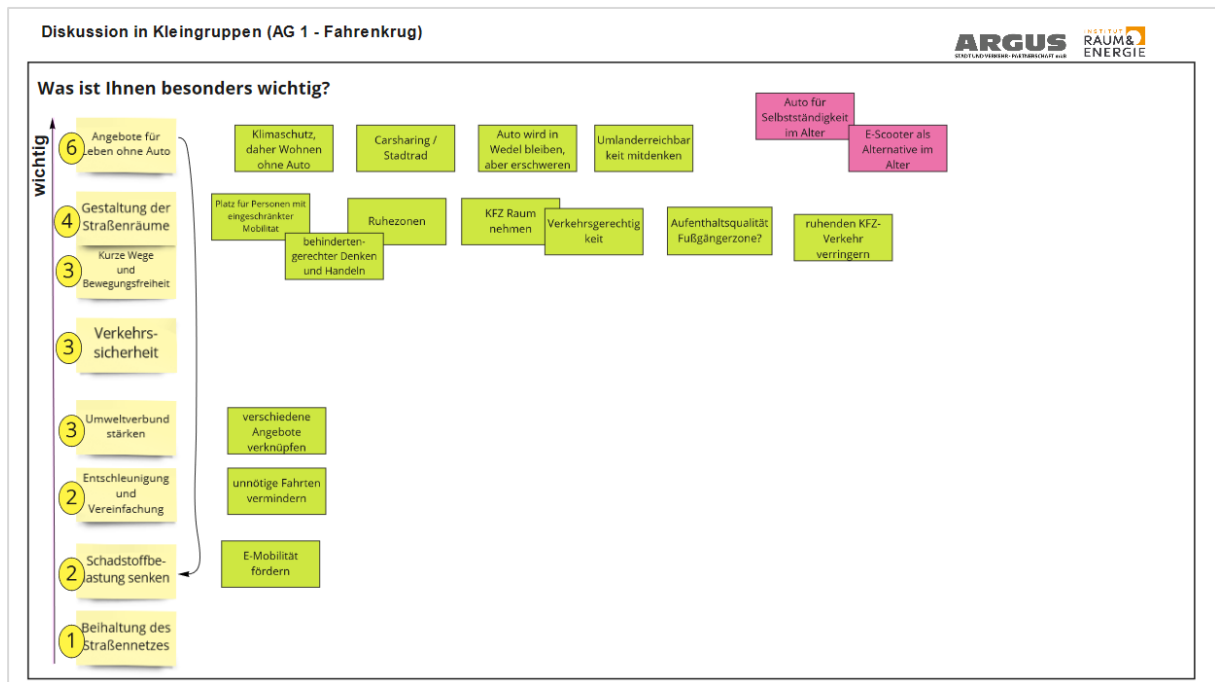 Diskussion in Kleingruppen (AG 1 - Fahrenkrug)
ARGUS
STADT UND VERKEHR · PARTNERSCHAFT mbB
INSTITUT
RAUM&
ENERGIE
Was ist Ihnen besonders wichtig?
wichtig
6
Angebote für
Leben ohne Auto
Klimaschutz,
daher Wohnen
ohne Auto
Carsharing /
Stadtrad
Auto wird in
Wedel bleiben,
aber erschweren
Umlanderreichbar
keit mitdenken
Auto für
Selbstständigkeit
im Alter
E-Scooter als
Alternative im
Alter
4
Gestaltung der
Straßenräume
Platz für Personen mit
eingeschränkter
Mobilität
behinderten-
gerechter Denken
und Handeln
Ruhezonen
KFZ Raum
nehmen
Verkehrsgerechtig
keit
Aufenthaltsqualität
Fußgängerzone?
ruhenden KFZ-
Verkehr
verringern
3
Kurze Wege
und
Bewegungsfreiheit
3
Verkehrs-
sicherheit
3
Umweltverbund
stärken
verschiedene
Angebote
verknüpfen
2
Entschleunigung
und
Vereinfachung
unnötige Fahrten
vermindern
2
Schadstoffbe-
lastung senken
E-Mobilität
fördern
1
Beihaltung des
Straßennetzes